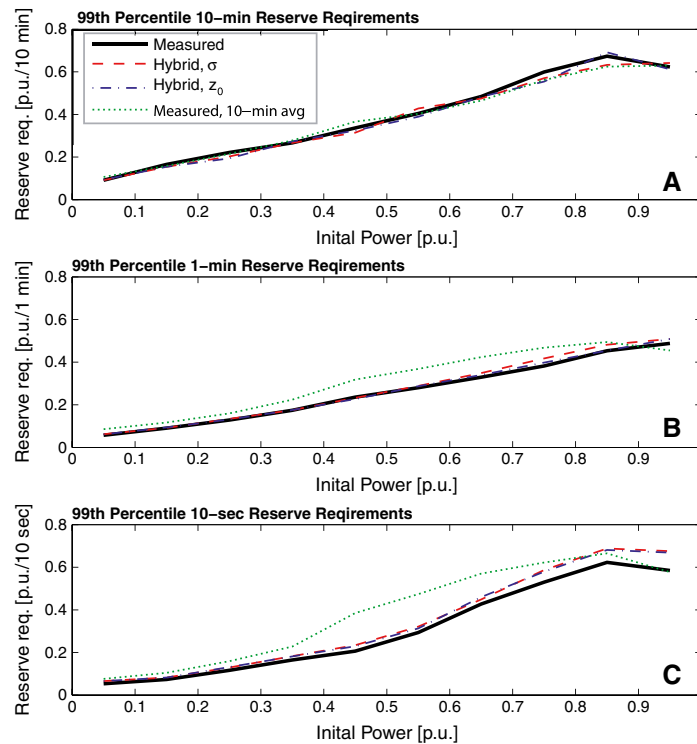 99th Percentile 10-min Reserve Reqirements
Reserve req. [p.u./10 min]
0.8
0.6
0.4
0.2
0
Measured
Hybrid, σ
Hybrid, z0
Measured, 10-min avg
A
0 0.1 0.2 0.3 0.4 0.5 0.6 0.7 0.8 0.9
Inital Power [p.u.]
99th Percentile 1-min Reserve Reqirements
Reserve req. [p.u./1 min]
0.8
0.6
0.4
0.2
0
B
0 0.1 0.2 0.3 0.4 0.5 0.6 0.7 0.8 0.9
Inital Power [p.u.]
99th Percentile 10-sec Reserve Reqirements
Reserve req. [p.u./10 sec]
0.8
0.6
0.4
0.2
0
C
0 0.1 0.2 0.3 0.4 0.5 0.6 0.7 0.8 0.9
Inital Power [p.u.]